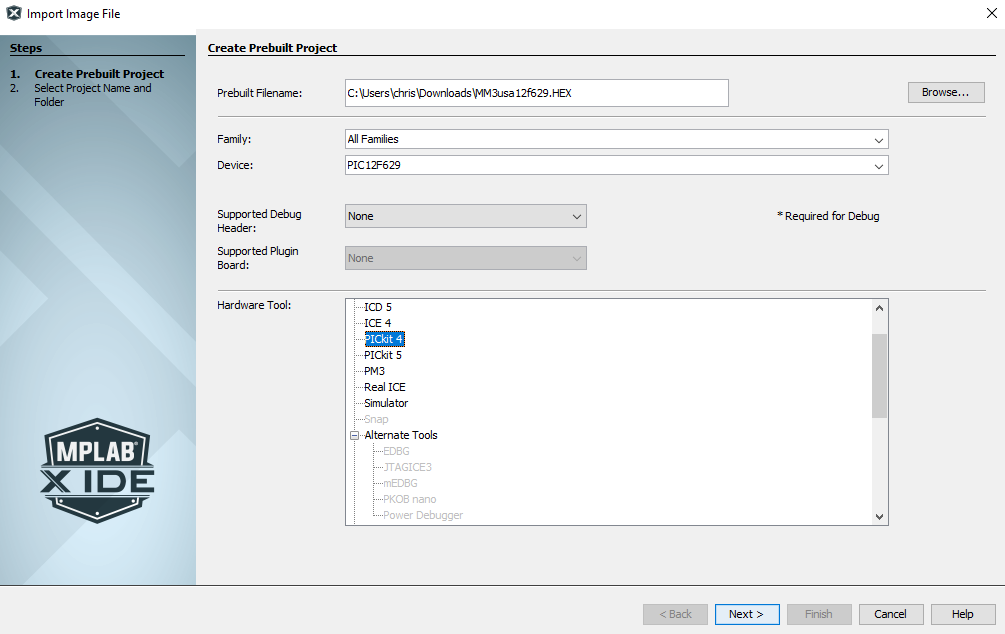 Import Image File
Steps
1. Create Prebuilt Project
2. Select Project Name and
Folder
MPLAB®
X IDE
Create Prebuilt Project
Prebuilt Filename: C:\Users\chris\Downloads\MM3usa12f629.HEX Browse...
Family: All Families
Device: PIC12F629
Supported Debug
Header:
None
* Required for Debug
Supported Plugin
Board:
None
Hardware Tool:
ICD 5
ICE 4
PICkit 4
PICkit 5
PM3
Real ICE
Simulator
Snap
Alternate Tools
EDBG
JTAGICE3
mEDBG
PKOB nano
Power Debugger
< Back Next > Finish Cancel Help